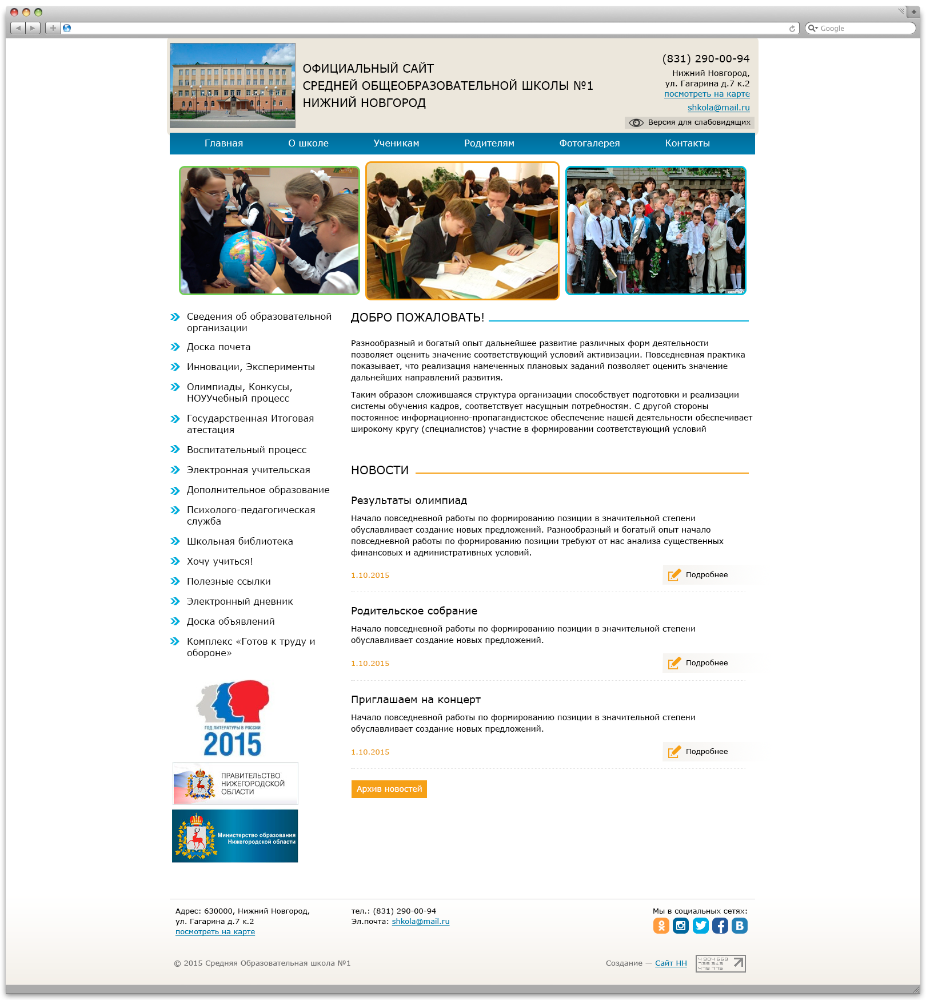 Google
ОФИЦИАЛЬНЫЙ САЙТ
СРЕДНЕЙ ОБЩЕОБРАЗОВАТЕЛЬНОЙ ШКОЛЫ №1
НИЖНИЙ НОВГОРОД
(831) 290-00-94
Нижний Новгород,
ул. Гагарина д.7 к.2
посмотреть на карте
shkola@mail.ru
Версия для слабовидящих
Главная О школе Ученикам Родителям Фотогалерея Контакты
Сведения об образовательной
организации
Доска почета
Инновации, Эксперименты
Олимпиады, Конкусы,
НОУУчебный процесс
Государственная Итоговая
атестация
Воспитательный процесс
Электронная учительская
Дополнительное образование
Психолого-педагогическая
служба
Школьная библиотека
Хочу учиться!
Полезные ссылки
Электронный дневник
Доска объявлений
Комплекс «Готов к труду и
обороне»
ГОД ЛИТЕРАТУРЫ В РОССИИ
2015
ПРАВИТЕЛЬСТВО
НИЖЕГОРОДСКОЙ
ОБЛАСТИ
Министерство образования
Нижегородской области
ДОБРО ПОЖАЛОВАТЬ!
Разнообразный и богатый опыт дальнейшее развитие различных форм деятельности
позволяет оценить значение соответствующий условий активизации. Повседневная практика
показывает, что реализация намеченных плановых заданий позволяет оценить значение
дальнейших направлений развития.
Таким образом сложившаяся структура организации способствует подготовки и реализации
системы обучения кадров, соответствует насущным потребностям. С другой стороны
постоянное информационно-пропагандистское обеспечение нашей деятельности обеспечивает
широкому кругу (специалистов) участие в формировании соответствующий условий
НОВОСТИ
Результаты олимпиад
Начало повседневной работы по формированию позиции в значительной степени
обуславливает создание новых предложений. Разнообразный и богатый опыт начало
повседневной работы по формированию позиции требуют от нас анализа существенных
финансовых и административных условий.
1.10.2015 Подробнее
Родительское собрание
Начало повседневной работы по формированию позиции в значительной степени
обуславливает создание новых предложений.
1.10.2015 Подробнее
Приглашаем на концерт
Начало повседневной работы по формированию позиции в значительной степени
обуславливает создание новых предложений.
1.10.2015 Подробнее
Архив новостей
Адрес: 630000, Нижний Новгород,
ул. Гагарина д.7 к.2
посмотреть на карте
тел.: (831) 290-00-94
Эл.почта: shkola@mail.ru
Мы в социальных сетях:
© 2015 Средняя Образовательная школа №1
Создание — Сайт НН
4 904 669
739 313
478 775